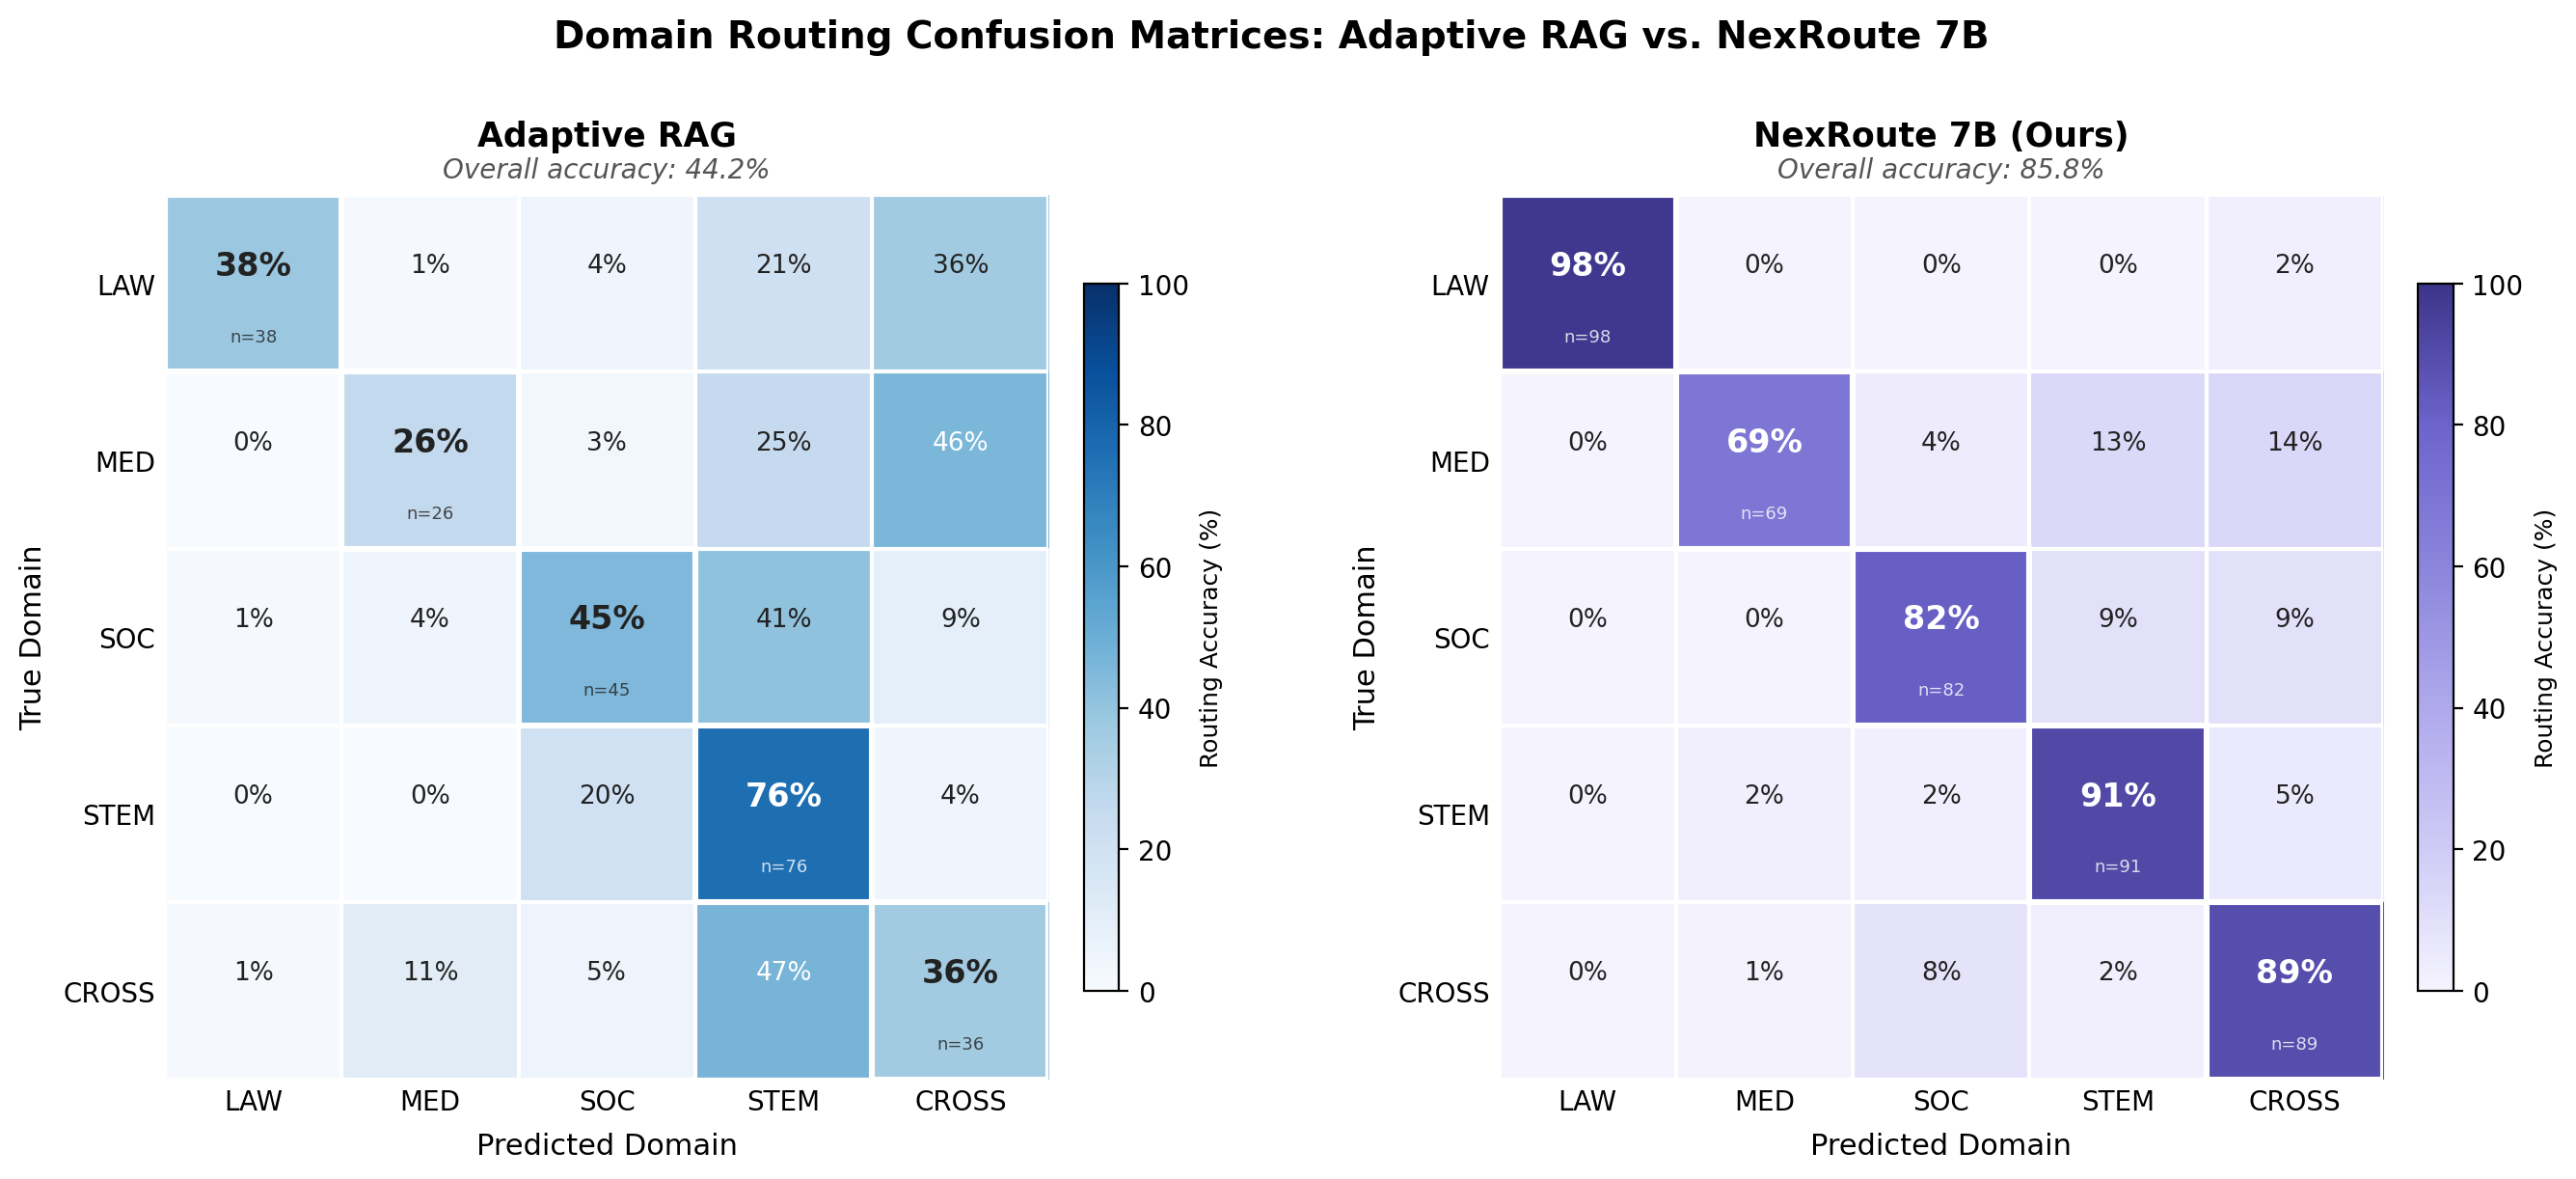 Domain Routing Confusion Matrices: Adaptive RAG vs. NexRoute 7B
Adaptive RAG
Overall accuracy: 44.2%
True Domain
LAW 38% 1% 4% 21% 36%
n=38
MED 0% 26% 3% 25% 46%
n=26
SOC 1% 4% 45% 41% 9%
n=45
STEM 0% 0% 20% 76% 4%
n=76
CROSS 1% 11% 5% 47% 36%
n=36
LAW MED SOC STEM CROSS
Predicted Domain
100
80
60
40
20
0
Routing Accuracy (%)
NexRoute 7B (Ours)
Overall accuracy: 85.8%
True Domain
LAW 98% 0% 0% 0% 2%
n=98
MED 0% 69% 4% 13% 14%
n=69
SOC 0% 0% 82% 9% 9%
n=82
STEM 0% 2% 2% 91% 5%
n=91
CROSS 0% 1% 8% 2% 89%
n=89
LAW MED SOC STEM CROSS
Predicted Domain
100
80
60
40
20
0
Routing Accuracy (%)